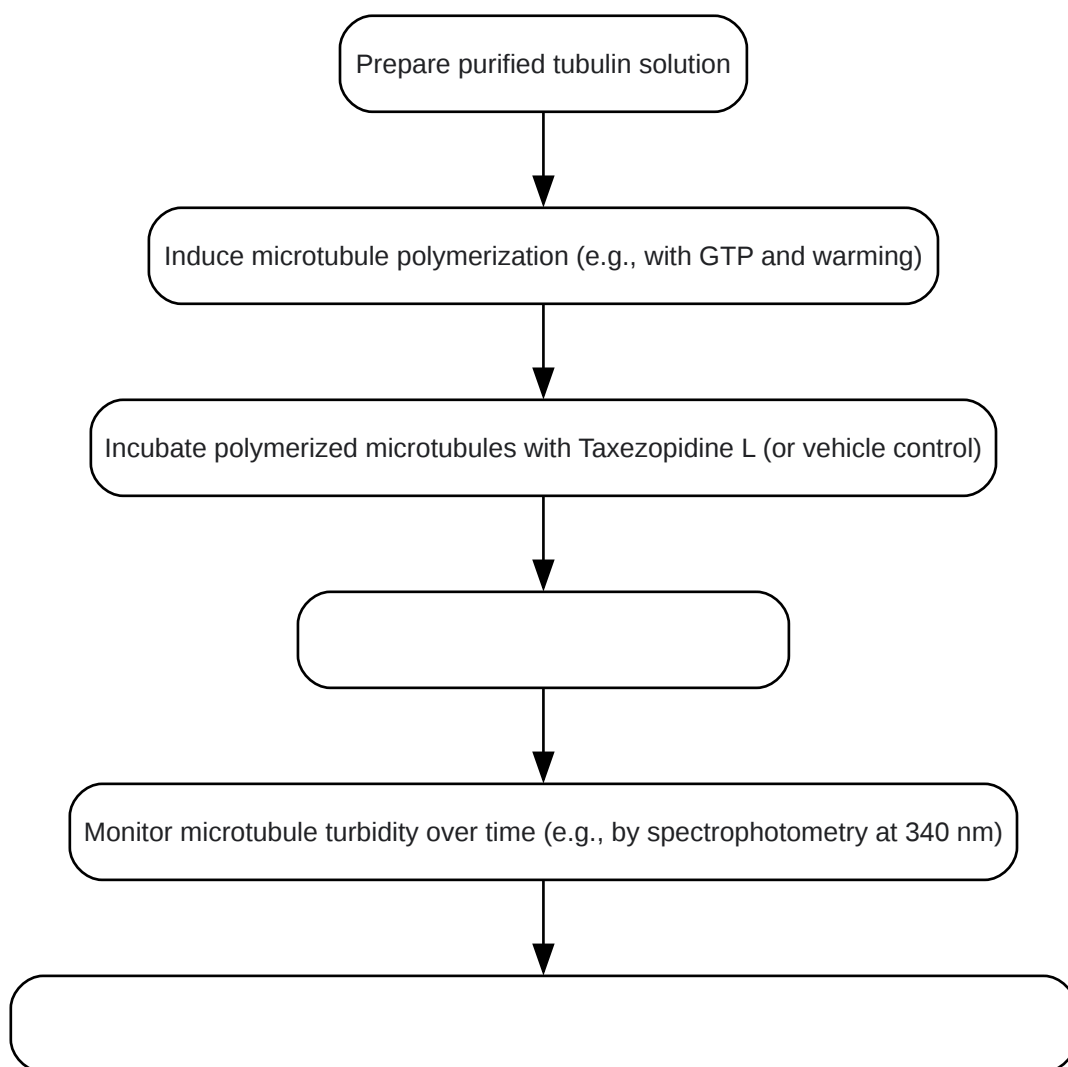 Prepare purified tubulin solution
Induce microtubule polymerization (e.g., with GTP and warming)
Incubate polymerized microtubules with Taxezopidine L (or vehicle control)
Monitor microtubule turbidity over time (e.g., by spectrophotometry at 340 nm)